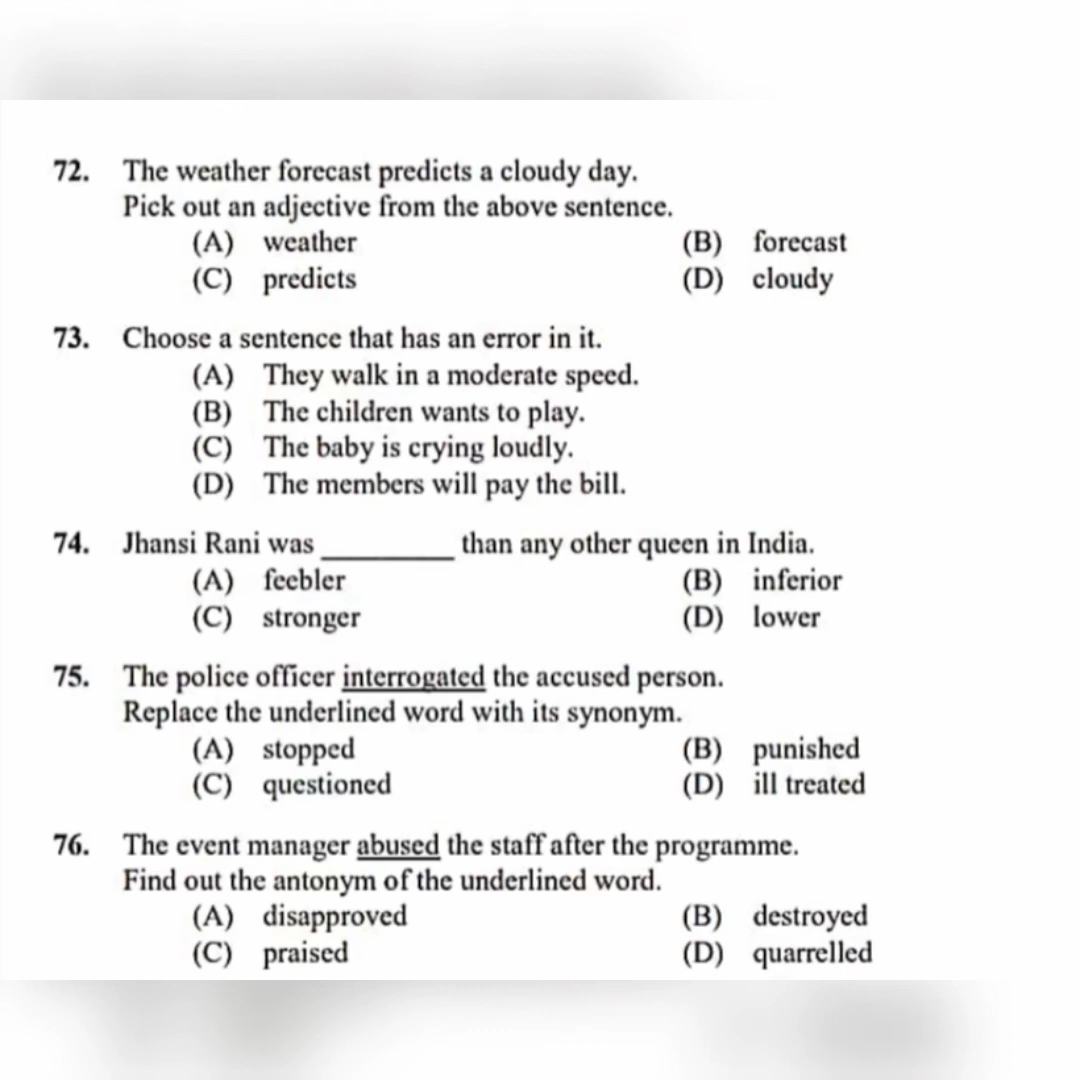 72. The weather forecast predicts a cloudy day.
Pick out an adjective from the above sentence.
(A) weather (B) forecast
(C) predicts (D) cloudy
73. Choose a sentence that has an error in it.
(A) They walk in a moderate speed.
(B) The children wants to play.
(C) The baby is crying loudly.
(D) The members will pay the bill.
74. Jhansi Rani was __________ than any other queen in India.
(A) feebler (B) inferior
(C) stronger (D) lower
75. The police officer interrogated the accused person.
Replace the underlined word with its synonym.
(A) stopped (B) punished
(C) questioned (D) ill treated
76. The event manager abused the staff after the programme.
Find out the antonym of the underlined word.
(A) disapproved (B) destroyed
(C) praised (D) quarrelled